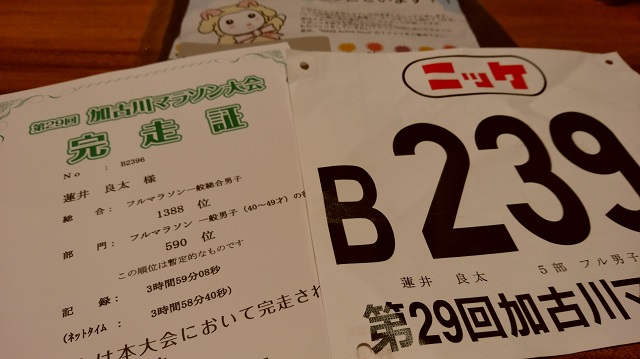 第29回 加古川マラソン大会
完走証
No : B2396
蓮井 良太 様
総 合： フルマラソン一般総合男子
1388 位
部 門： フルマラソン 一般男子 (40～49才) の
590 位
この順位は暫定的なものです
記 録： 3時間59分08秒
(ネットタイム : 3時間58分40秒)
は本大会において完走され
ニッケ
B239
蓮井 良太 5部 フル男子
第29回加古川マ